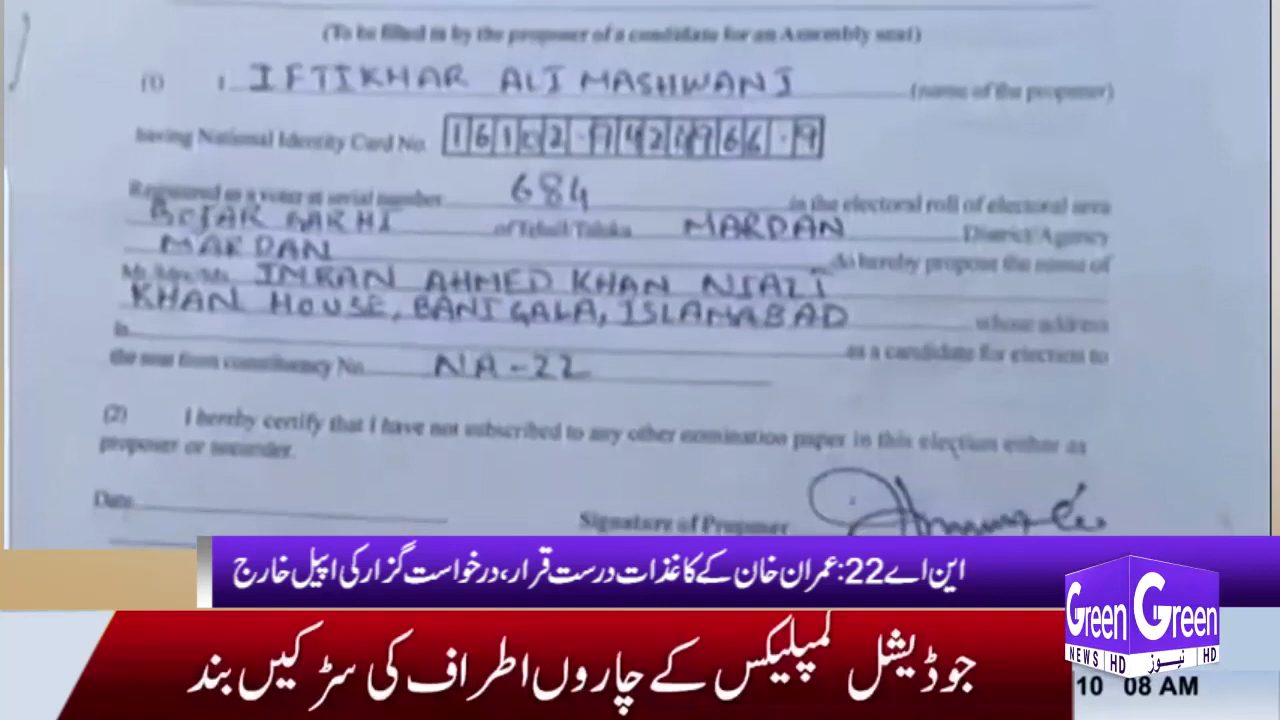 (To be filled in by the proposer of a candidate for an Assembly seat)
(1) I IFTIKHAR ALI MASHWANI (name of the proposer)
having National Identity Card No.
Registered as a voter at serial number 684 in the electoral roll of electoral area
GARHI of Tehsil/Taluka MARDAN District/Agency
MARDAN do hereby propose the name of
Mr./Mrs./Ms. IMRAN AHMED KHAN NIAZI
KHAN HOUSE, BANI GALA, ISLAMABAD whose address
is as a candidate for election to
the seat from constituency No. NA-22
(2) I hereby certify that I have not subscribed to any other nomination paper in this election either as
proposer or seconder.
Date
Signature of Proposer
این اے 22: عمران خان کے کاغذات درست قرار، درخواست گزار کی اپیل خارج
جوڈیشل کمپلیکس کے چاروں اطراف کی سڑکیں بند
Green Green
NEWS HD نیوز HD
10 08 AM